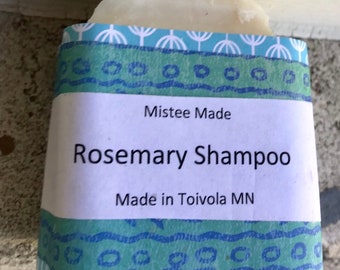 Mistee Made
Rosemary Shampoo
Made in Toivola MN